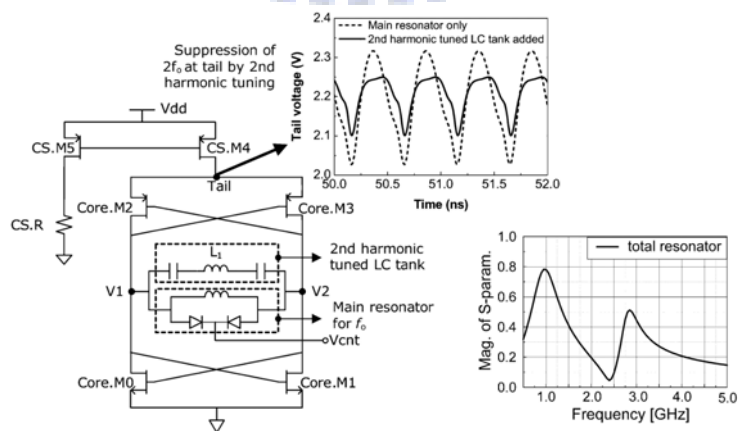 Suppression of
2fₒ at tail by 2nd
harmonic tuning
Main resonator only
2nd harmonic tuned LC tank added
Tail voltage (V)
2.4
2.3
2.2
2.1
2.0
50.0 50.5 51.0 51.5 52.0
Time (ns)
Vdd
CS.M5
CS.M4
Tail
CS.R
Core.M2
Core.M3
L₁
2nd harmonic
tuned LC tank
V1
V2
Main resonator
for fₒ
Vcnt
Core.M0
Core.M1
total resonator
Mag. of S-param.
1.0
0.8
0.6
0.4
0.2
0.0
1.0 2.0 3.0 4.0 5.0
Frequency [GHz]